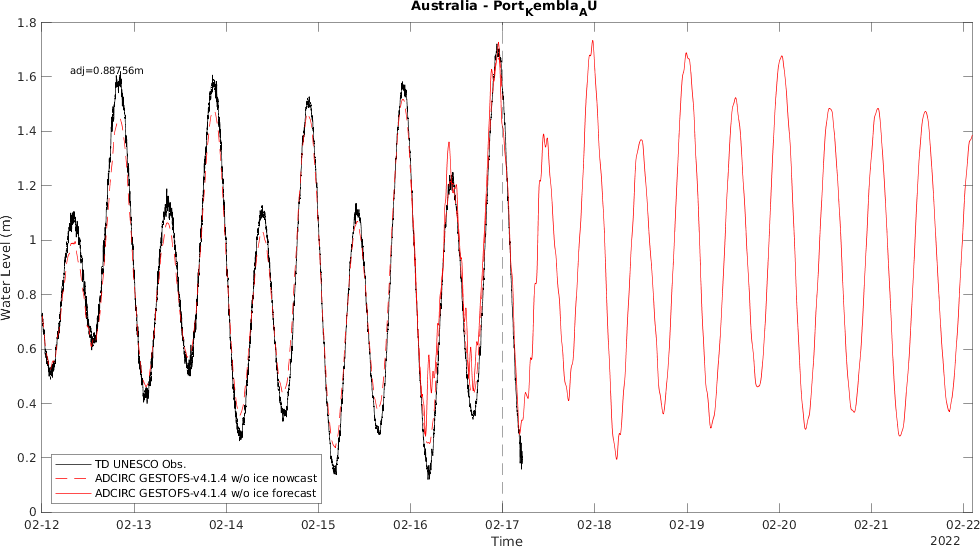 Australia - Port_Kembla_AU
adj=0.88756m
1.8
1.6
1.4
1.2
1
0.8
0.6
0.4
0.2
0
Water Level (m)
TD UNESCO Obs.
ADCIRC GESTOFS-v4.1.4 w/o ice nowcast
ADCIRC GESTOFS-v4.1.4 w/o ice forecast
02-12 02-13 02-14 02-15 02-16 02-17 02-18 02-19 02-20 02-21 02-22
Time
2022